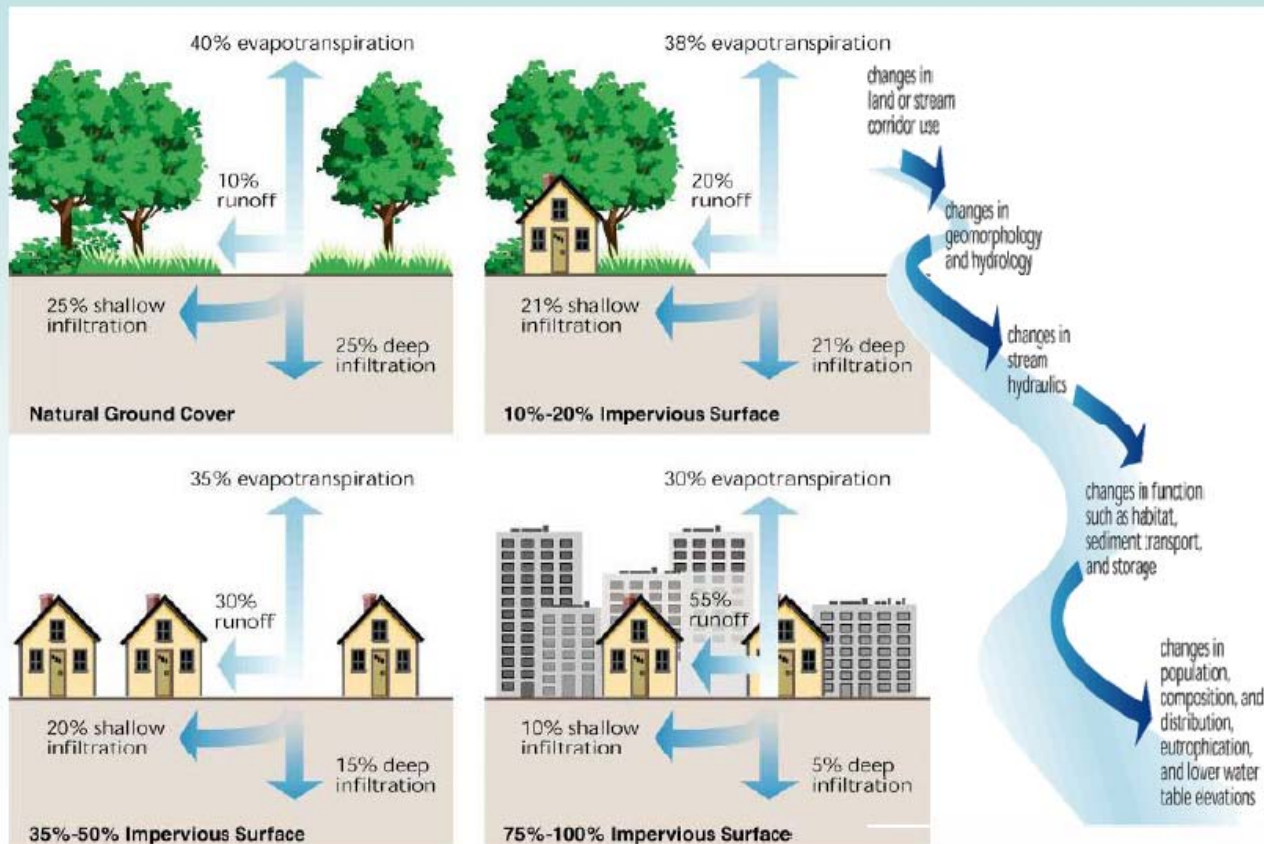 40% evapotranspiration
10%
runoff
25% shallow
infiltration
25% deep
infiltration
Natural Ground Cover
38% evapotranspiration
20%
runoff
21% shallow
infiltration
21% deep
infiltration
10%-20% Impervious Surface
35% evapotranspiration
30%
runoff
20% shallow
infiltration
15% deep
infiltration
35%-50% Impervious Surface
30% evapotranspiration
55%
runoff
10% shallow
infiltration
5% deep
infiltration
75%-100% Impervious Surface
changes in
land or stream
corridor use
changes in
geomorphology
and hydrology
changes in
stream
hydraulics
changes in function
such as habitat,
sediment transport,
and storage
changes in
population,
composition, and
distribution,
eutrophication,
and lower water
table elevations